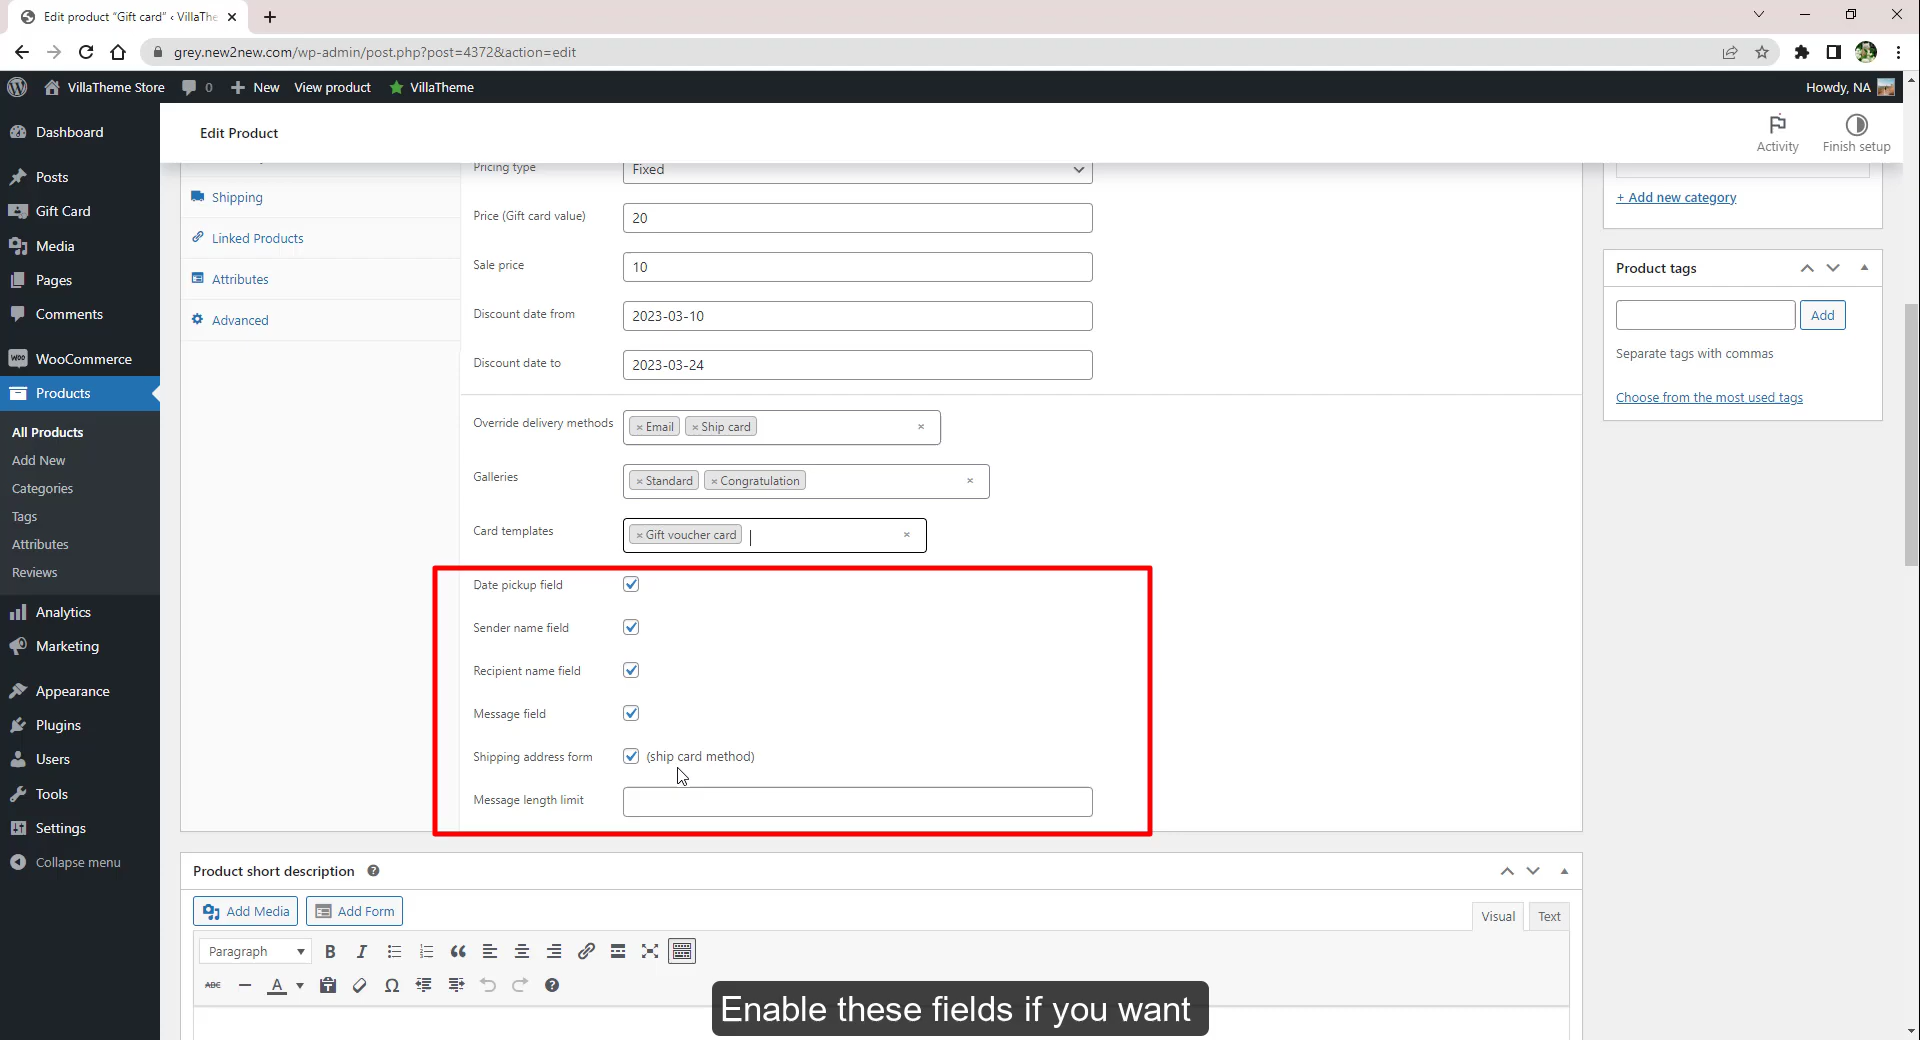 Edit product "Gift card" ‹ VillaThe
grey.new2new.com/wp-admin/post.php?post=4372&action=edit
VillaTheme Store
0
New
View product
VillaTheme
Howdy, NA
Edit Product
Activity
Finish setup
Dashboard
Posts
Gift Card
Media
Pages
Comments
WooCommerce
Products
All Products
Add New
Categories
Tags
Attributes
Reviews
Analytics
Marketing
Appearance
Plugins
Users
Tools
Settings
Collapse menu
Shipping
Linked Products
Attributes
Advanced
Pricing type
Fixed
Price (Gift card value)
20
Sale price
10
Discount date from
2023-03-10
Discount date to
2023-03-24
Override delivery methods
× Email × Ship card ×
Galleries
× Standard × Congratulation ×
Card templates
× Gift voucher card ×
Date pickup field
Sender name field
Recipient name field
Message field
Shipping address form
(ship card method)
Message length limit
+ Add new category
Product tags
Add
Separate tags with commas
Choose from the most used tags
Product short description
Add Media
Add Form
Visual
Text
Paragraph
B
I
ABC
A
Ω
Enable these fields if you want